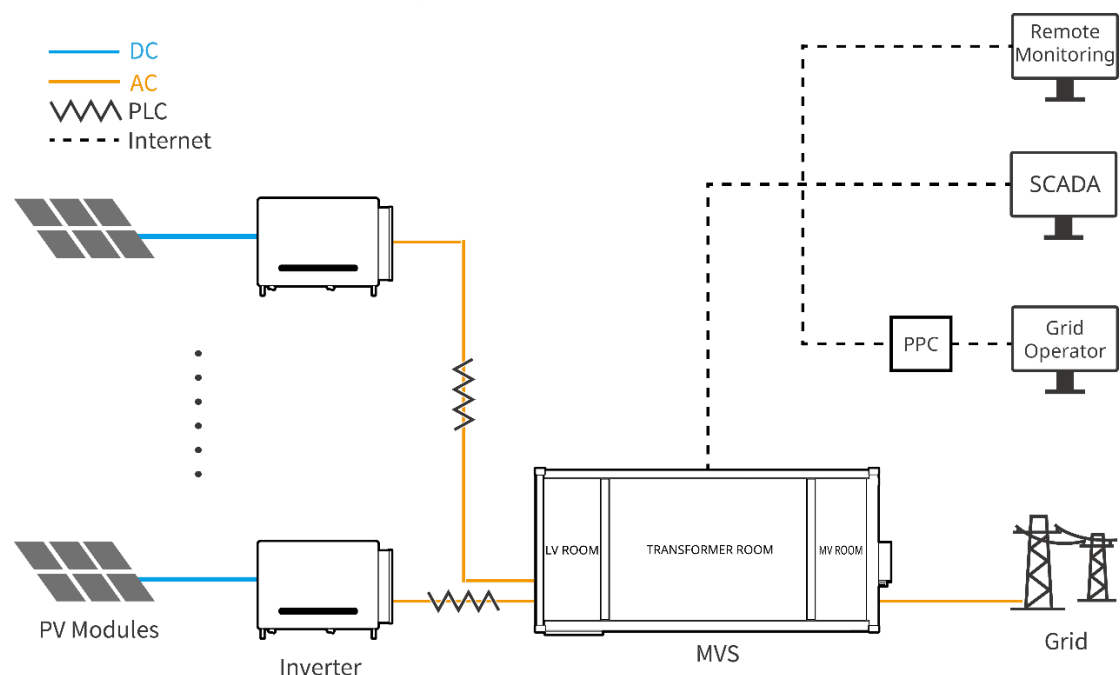 DC
AC
PLC
Internet
Remote
Monitoring
SCADA
PPC
Grid
Operator
LV ROOM
TRANSFORMER ROOM
MV ROOM
PV Modules
Inverter
MVS
Grid